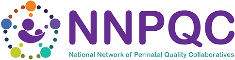 NNPQC
National Network of Perinatal Quality Collaboratives